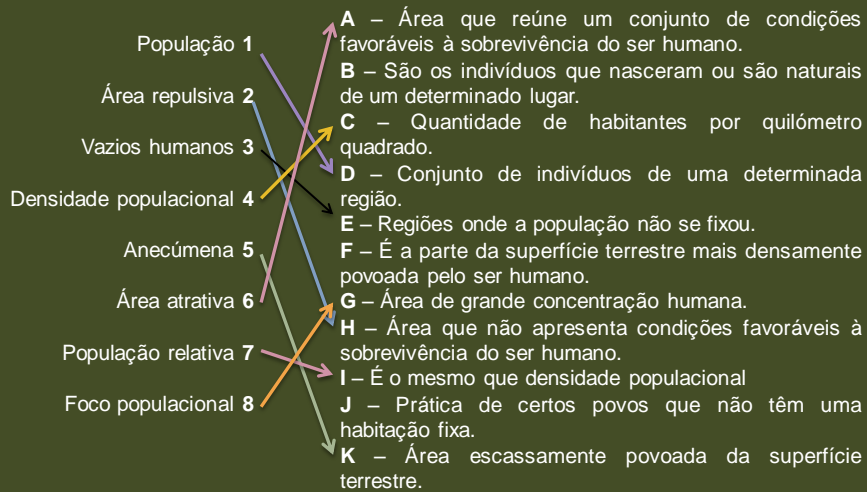 População 1
Área repulsiva 2
Vazios humanos 3
Densidade populacional 4
Anecúmena 5
Área atrativa 6
População relativa 7
Foco populacional 8
A – Área que reúne um conjunto de condições
favoráveis à sobrevivência do ser humano.
B – São os indivíduos que nasceram ou são naturais
de um determinado lugar.
C – Quantidade de habitantes por quilómetro
quadrado.
D – Conjunto de indivíduos de uma determinada
região.
E – Regiões onde a população não se fixou.
F – É a parte da superfície terrestre mais densamente
povoada pelo ser humano.
G – Área de grande concentração humana.
H – Área que não apresenta condições favoráveis à
sobrevivência do ser humano.
I – É o mesmo que densidade populacional
J – Prática de certos povos que não têm uma
habitação fixa.
K – Área escassamente povoada da superfície
terrestre.